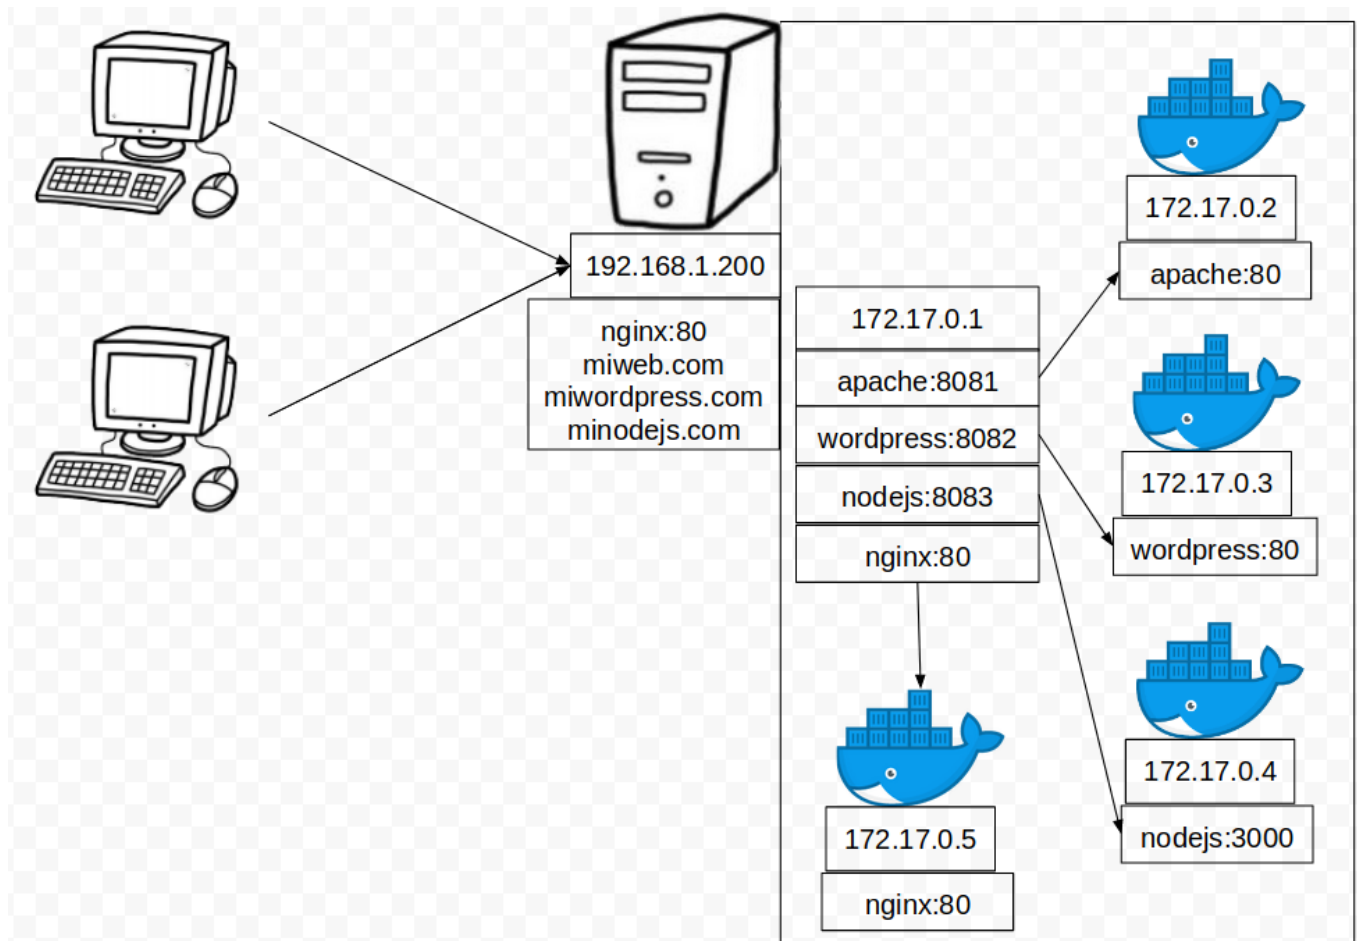 192.168.1.200
nginx:80
miweb.com
miwordpress.com
minodejs.com
172.17.0.1
apache:8081
wordpress:8082
nodejs:8083
nginx:80
172.17.0.2
apache:80
172.17.0.3
wordpress:80
172.17.0.4
nodejs:3000
172.17.0.5
nginx:80